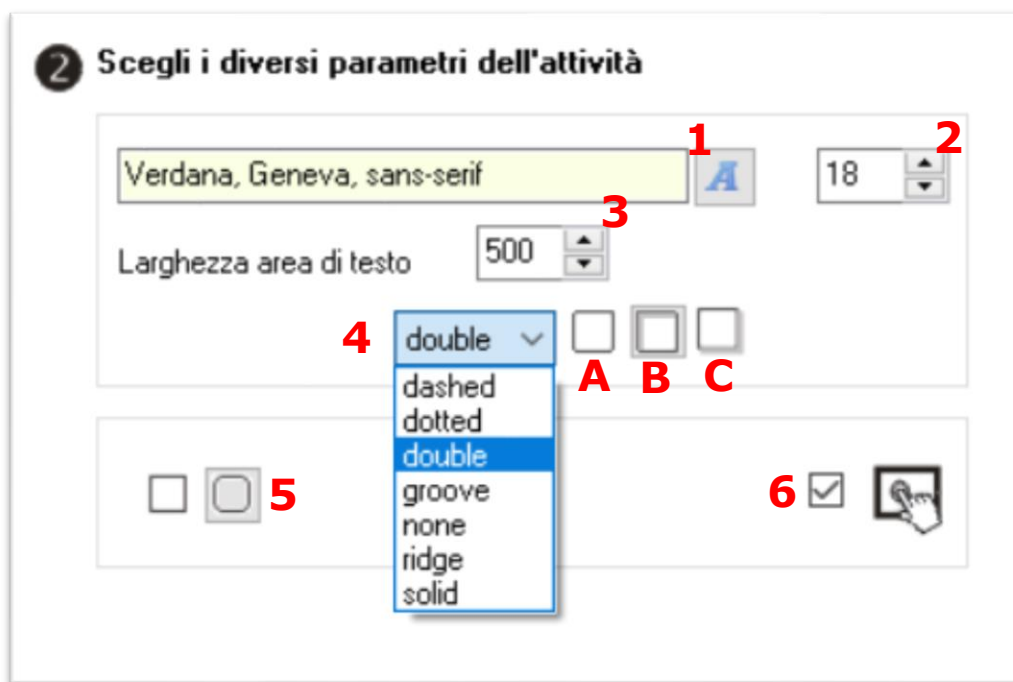 2 Scegli i diversi parametri dell'attività
1 2
Verdana, Geneva, sans-serif A 18
3
Larghezza area di testo 500
4 double
A B C
dashed
dotted
double
groove
none
ridge
solid
5 6